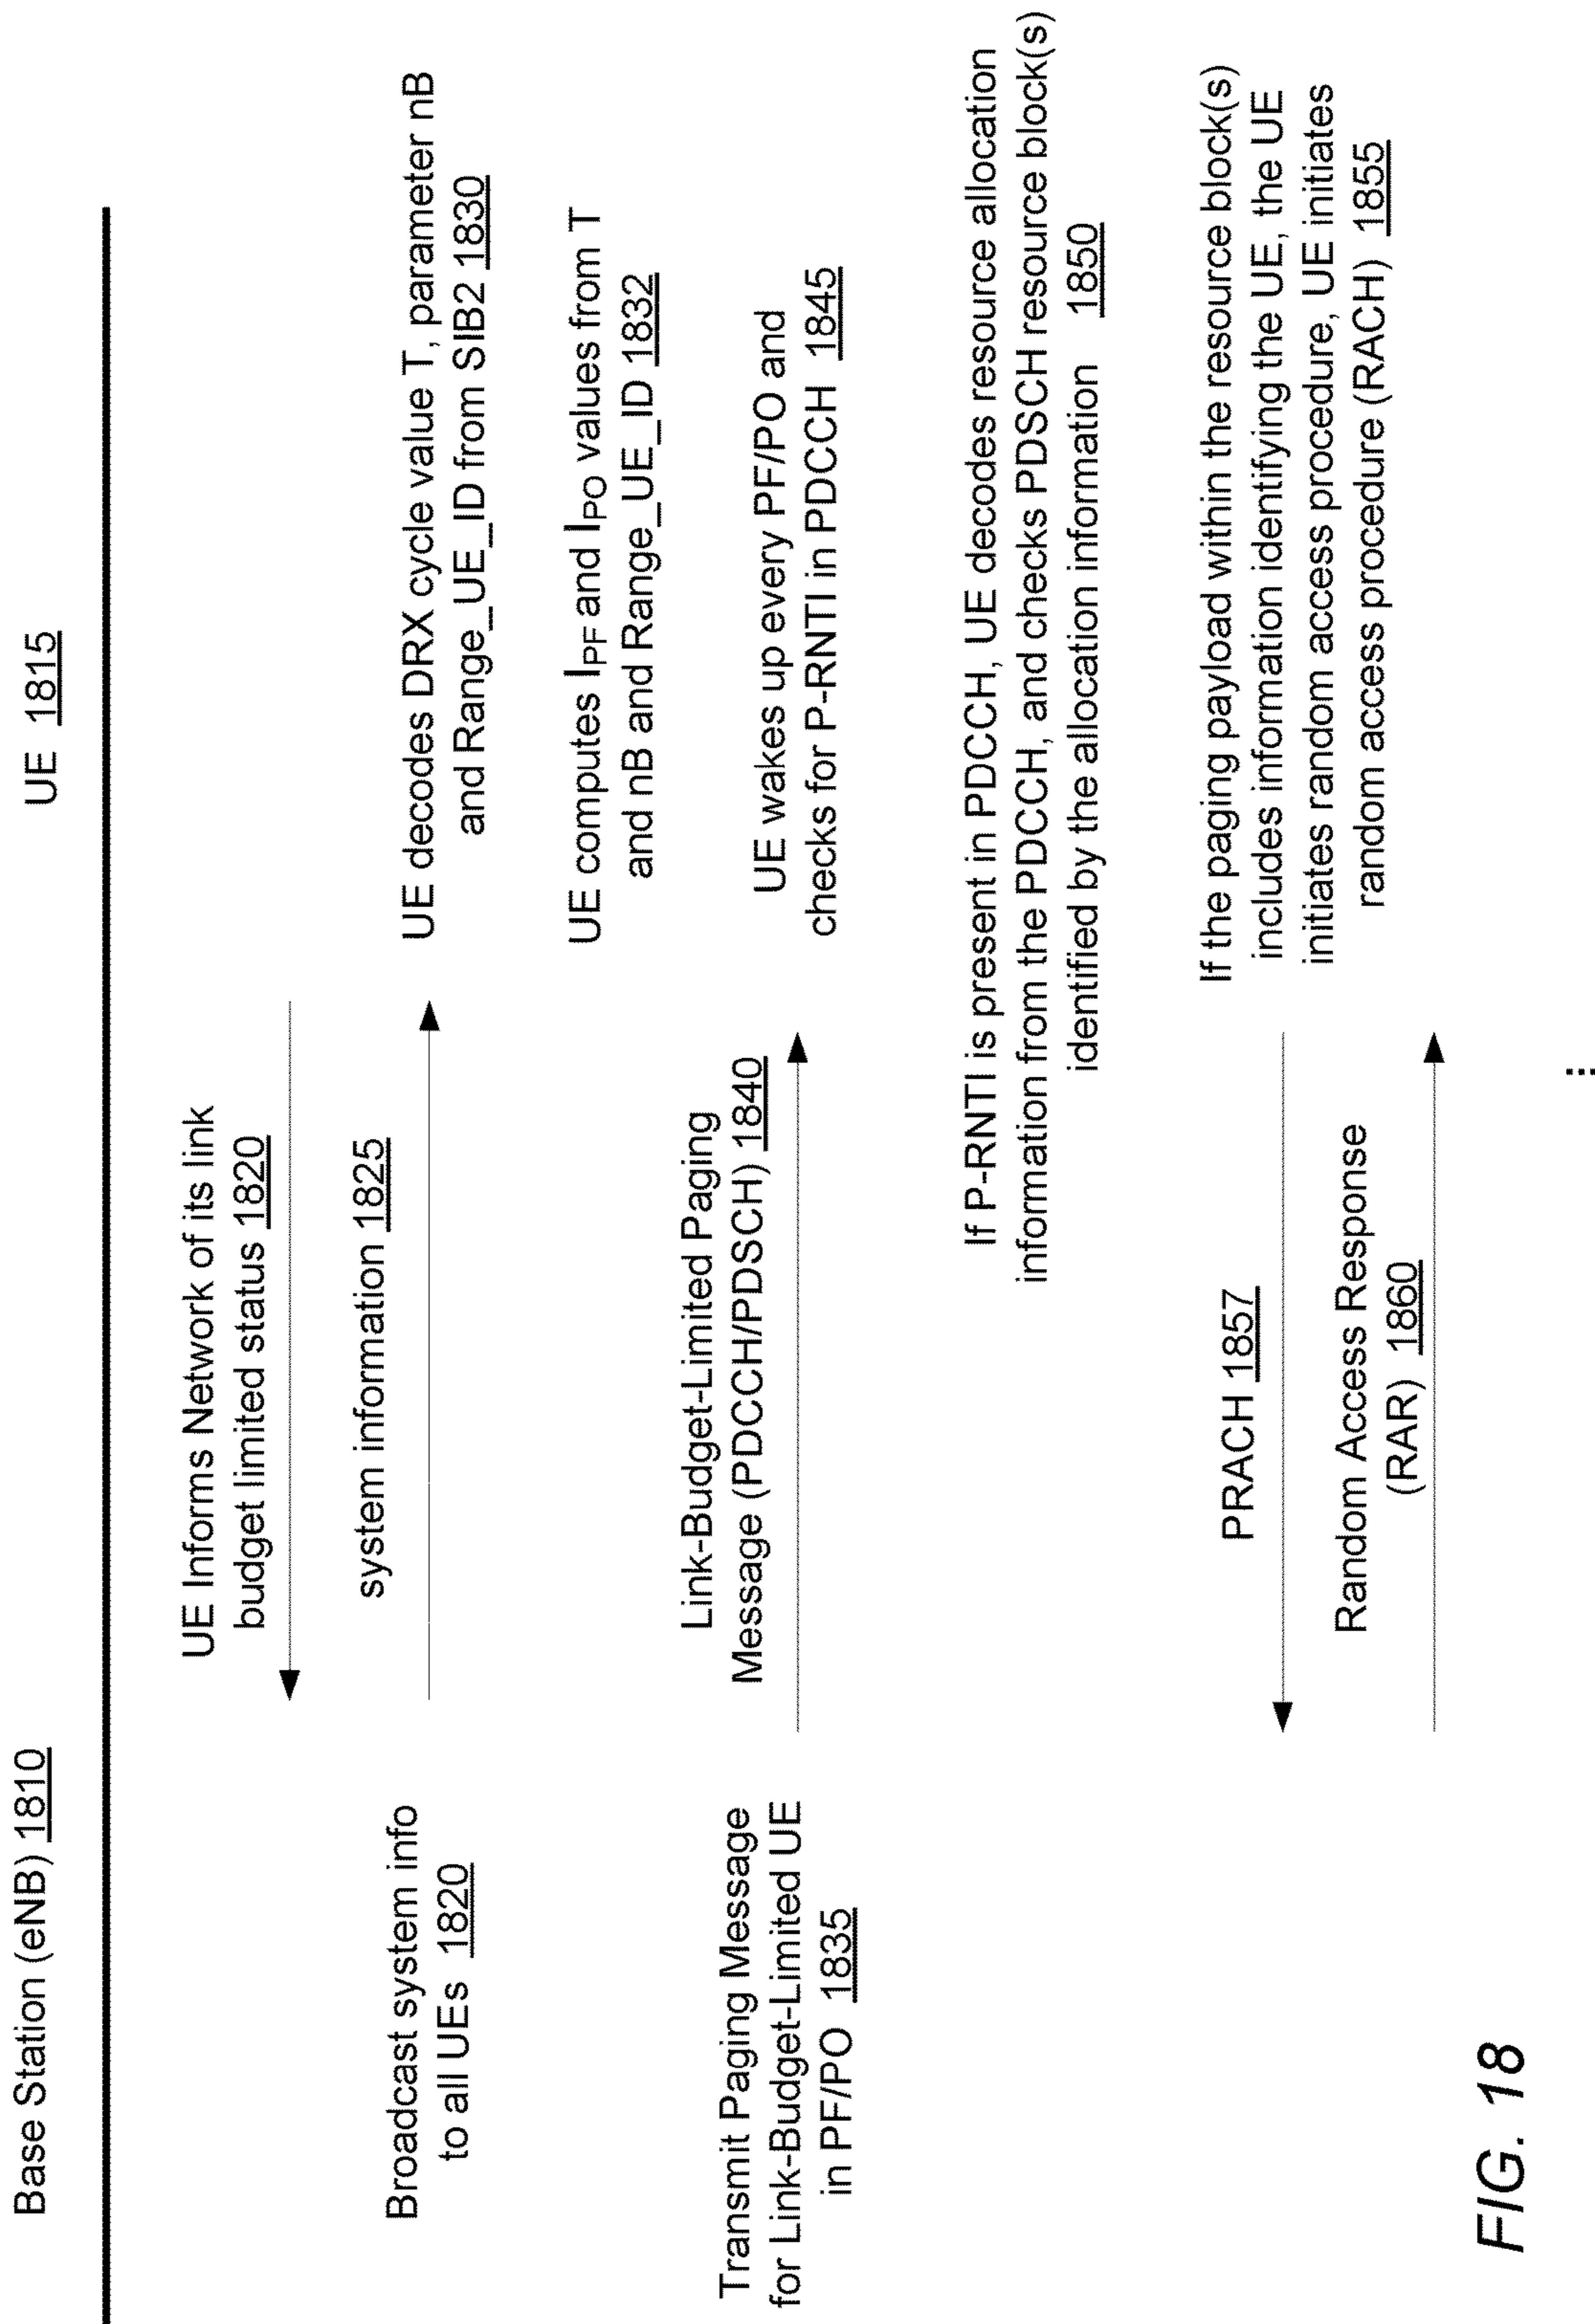 Base Station (eNB) 1810
UE 1815
UE Informs Network of its link
budget limited status 1820
Broadcast system info
to all UEs 1820
system information 1825
UE decodes DRX cycle value T, parameter nB
and Range_UE_ID from SIB2 1830
UE computes IPF and IPO values from T
and nB and Range_UE_ID 1832
Transmit Paging Message
for Link-Budget-Limited UE
in PF/PO 1835
Link-Budget-Limited Paging
Message (PDCCH/PDSCH) 1840
UE wakes up every PF/PO and
checks for P-RNTI in PDCCH 1845
If P-RNTI is present in PDCCH, UE decodes resource allocation
information from the PDCCH, and checks PDSCH resource block(s)
identified by the allocation information 1850
If the paging payload within the resource block(s)
includes information identifying the UE, the UE
initiates random access procedure, UE initiates
random access procedure (RACH) 1855
PRACH 1857
Random Access Response
(RAR) 1860
FIG. 18